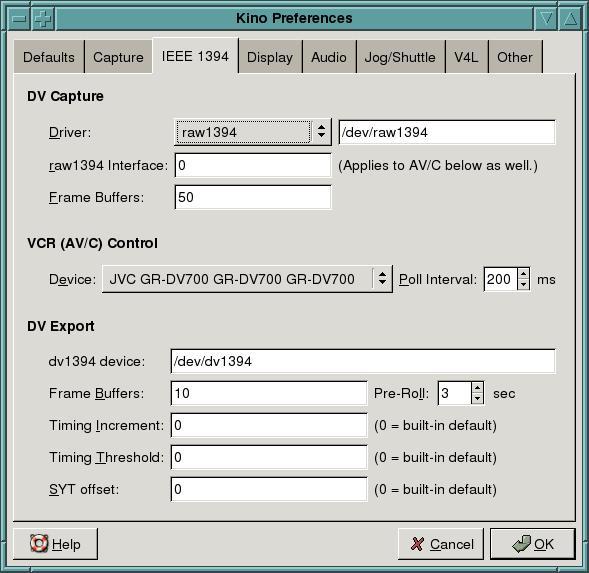 Kino Preferences
Defaults Capture IEEE 1394 Display Audio Jog/Shuttle V4L Other
DV Capture
Driver: raw1394 /dev/raw1394
raw1394 Interface: 0 (Applies to AV/C below as well.)
Frame Buffers: 50
VCR (AV/C) Control
Device: JVC GR-DV700 GR-DV700 GR-DV700 Poll Interval: 200 ms
DV Export
dv1394 device: /dev/dv1394
Frame Buffers: 10 Pre-Roll: 3 sec
Timing Increment: 0 (0 = built-in default)
Timing Threshold: 0 (0 = built-in default)
SYT offset: 0 (0 = built-in default)
Help Cancel OK